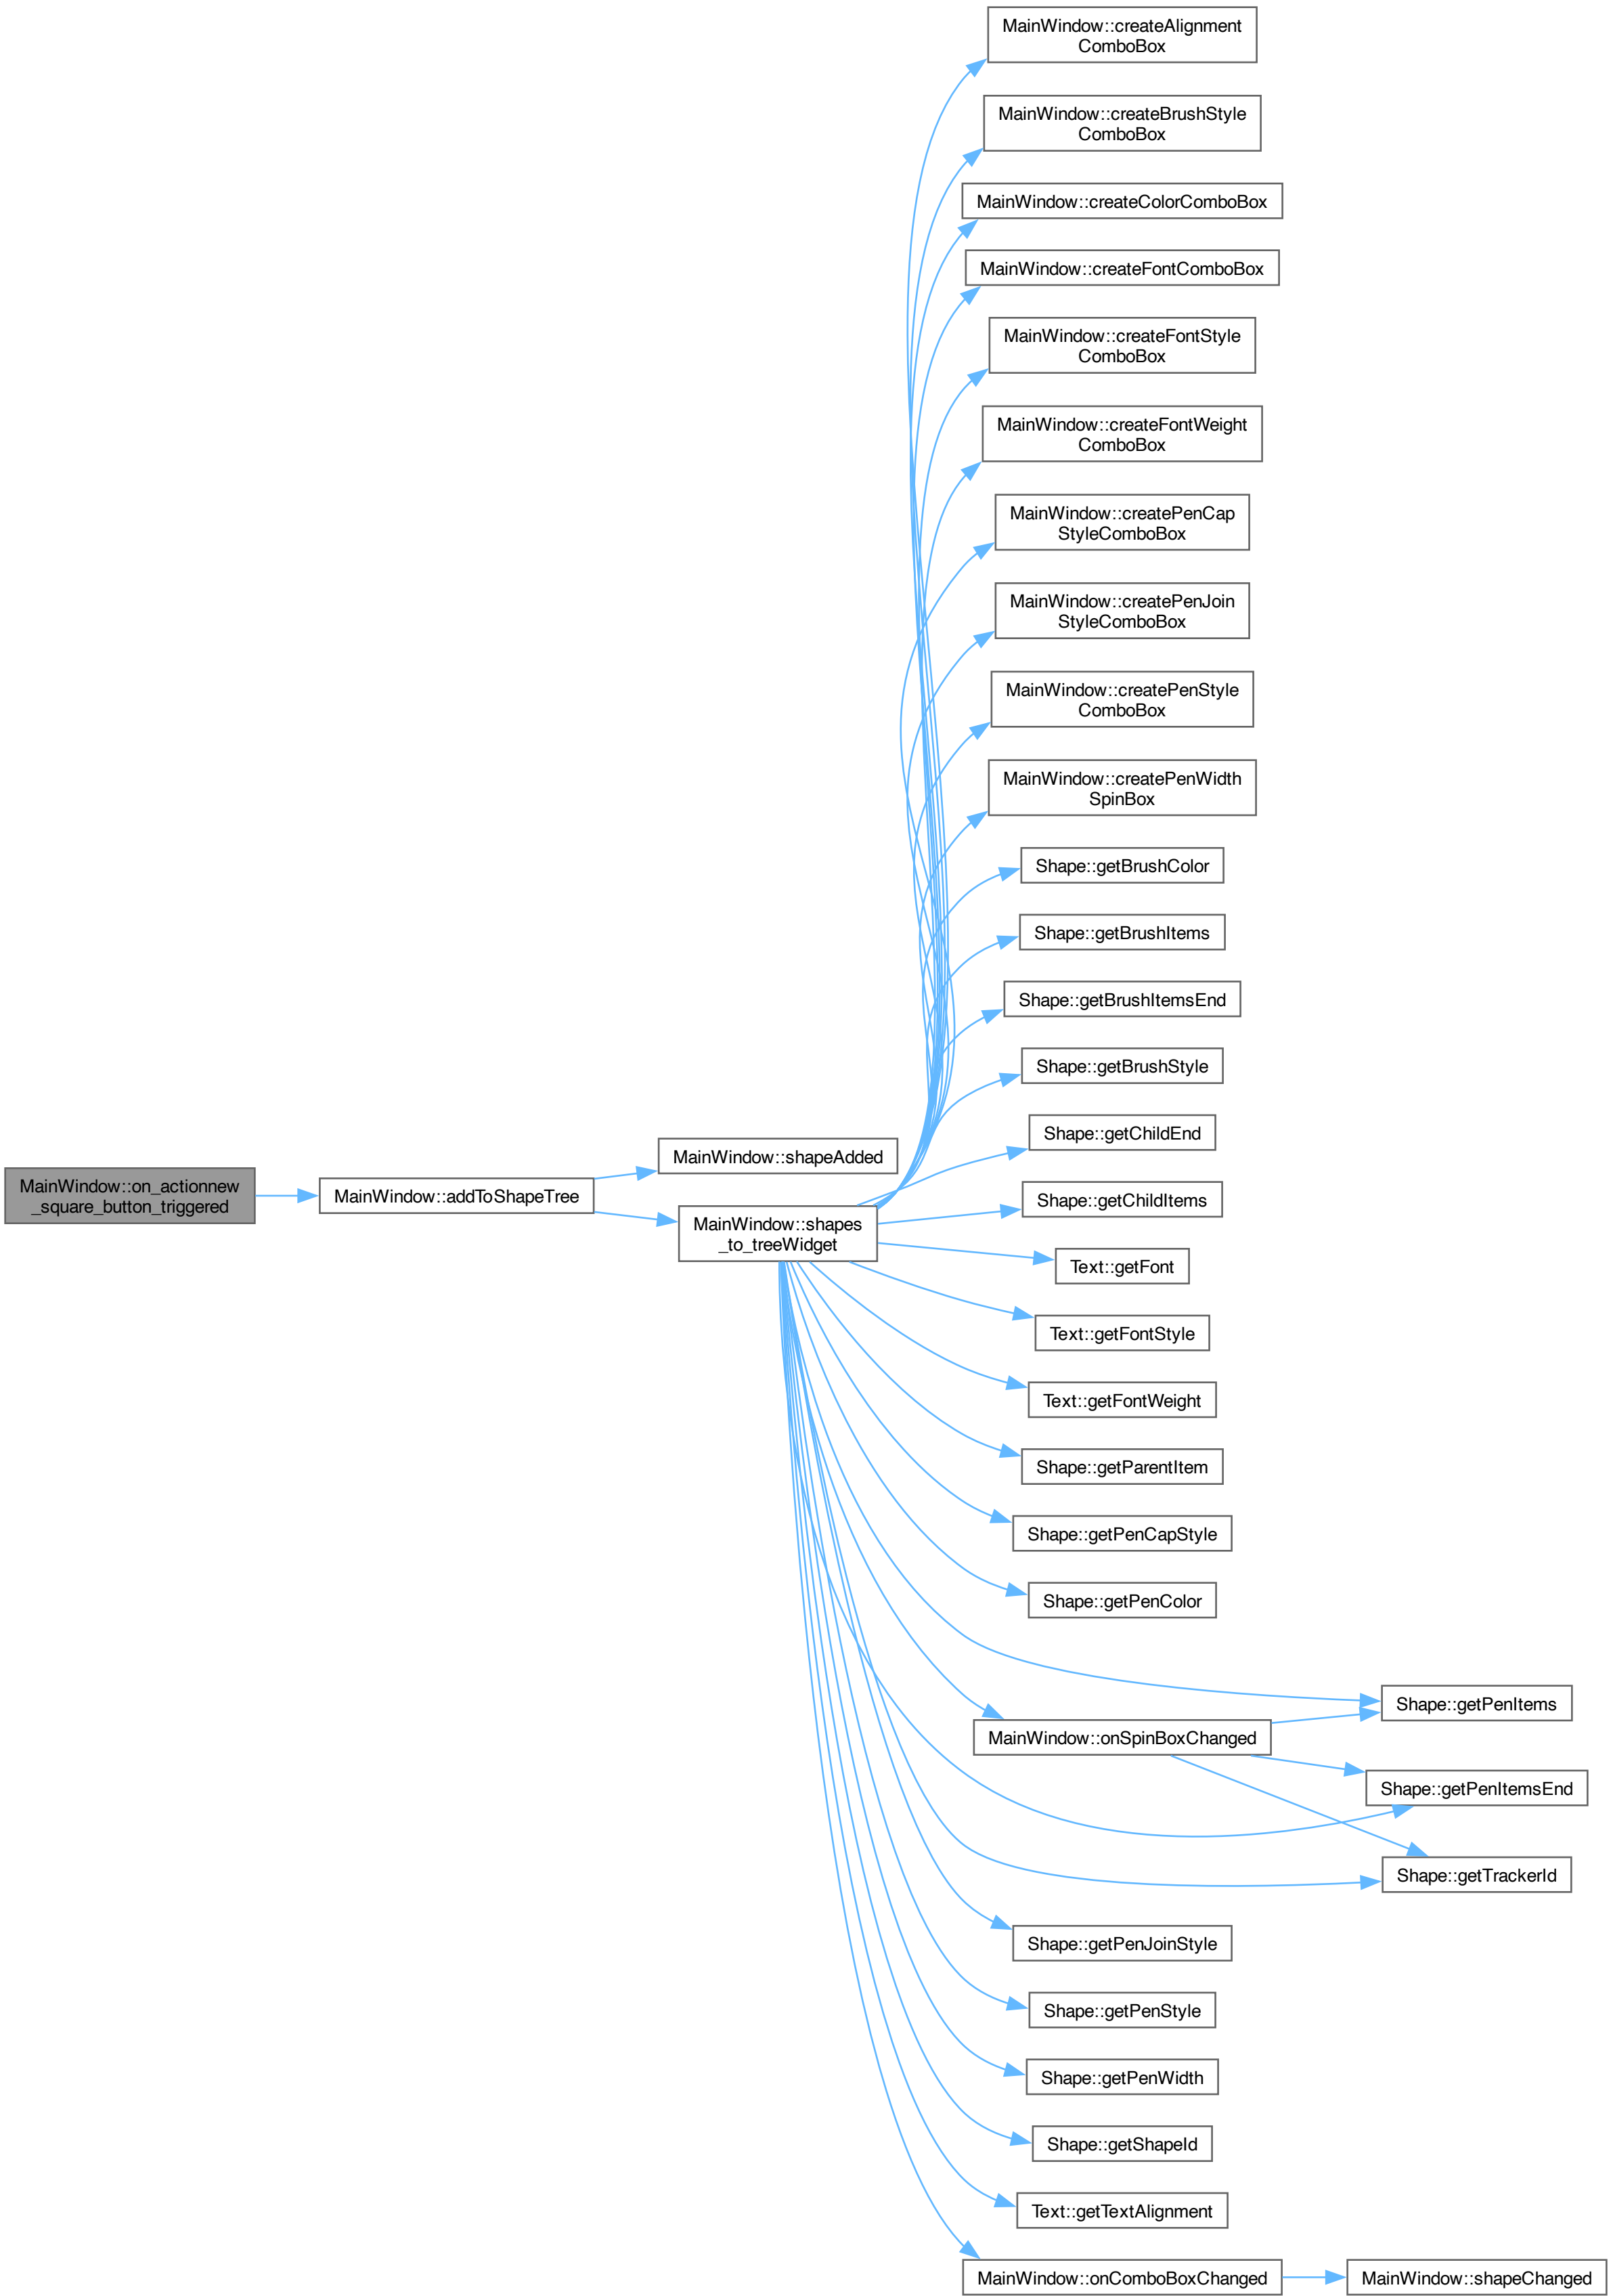 MainWindow::createAlignment
ComboBox
MainWindow::createBrushStyle
ComboBox
MainWindow::createColorComboBox
MainWindow::createFontComboBox
MainWindow::createFontStyle
ComboBox
MainWindow::createFontWeight
ComboBox
MainWindow::createPenCap
StyleComboBox
MainWindow::createPenJoin
StyleComboBox
MainWindow::createPenStyle
ComboBox
MainWindow::createPenWidth
SpinBox
Shape::getBrushColor
Shape::getBrushItems
Shape::getBrushItemsEnd
Shape::getBrushStyle
Shape::getChildEnd
MainWindow::shapeAdded
MainWindow::on_actionnew
_square_button_triggered
MainWindow::addToShapeTree
MainWindow::shapes
_to_treeWidget
Shape::getChildItems
Text::getFont
Text::getFontStyle
Text::getFontWeight
Shape::getParentItem
Shape::getPenCapStyle
Shape::getPenColor
Shape::getPenItems
MainWindow::onSpinBoxChanged
Shape::getPenItemsEnd
Shape::getTrackerId
Shape::getPenJoinStyle
Shape::getPenStyle
Shape::getPenWidth
Shape::getShapeId
Text::getTextAlignment
MainWindow::onComboBoxChanged
MainWindow::shapeChanged